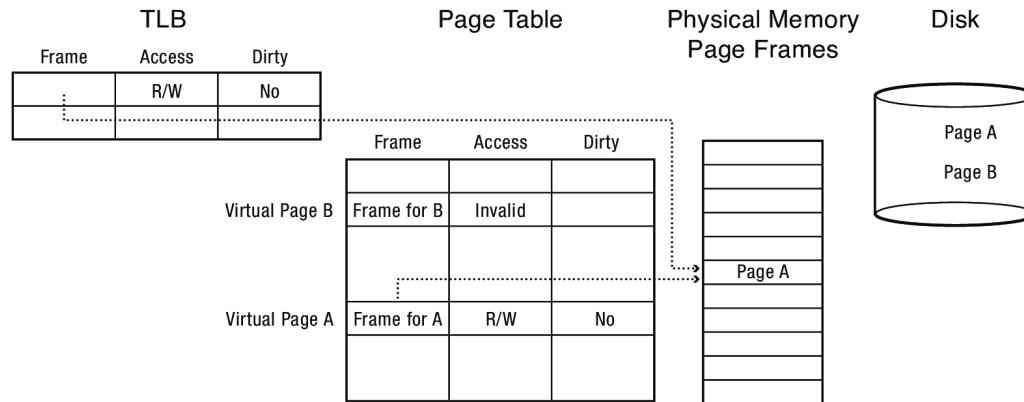 TLB
Page Table
Physical Memory
Page Frames
Disk
Frame Access Dirty
R/W No
Frame Access Dirty
Virtual Page B Frame for B Invalid
Virtual Page A Frame for A R/W No
Page A
Page A
Page B